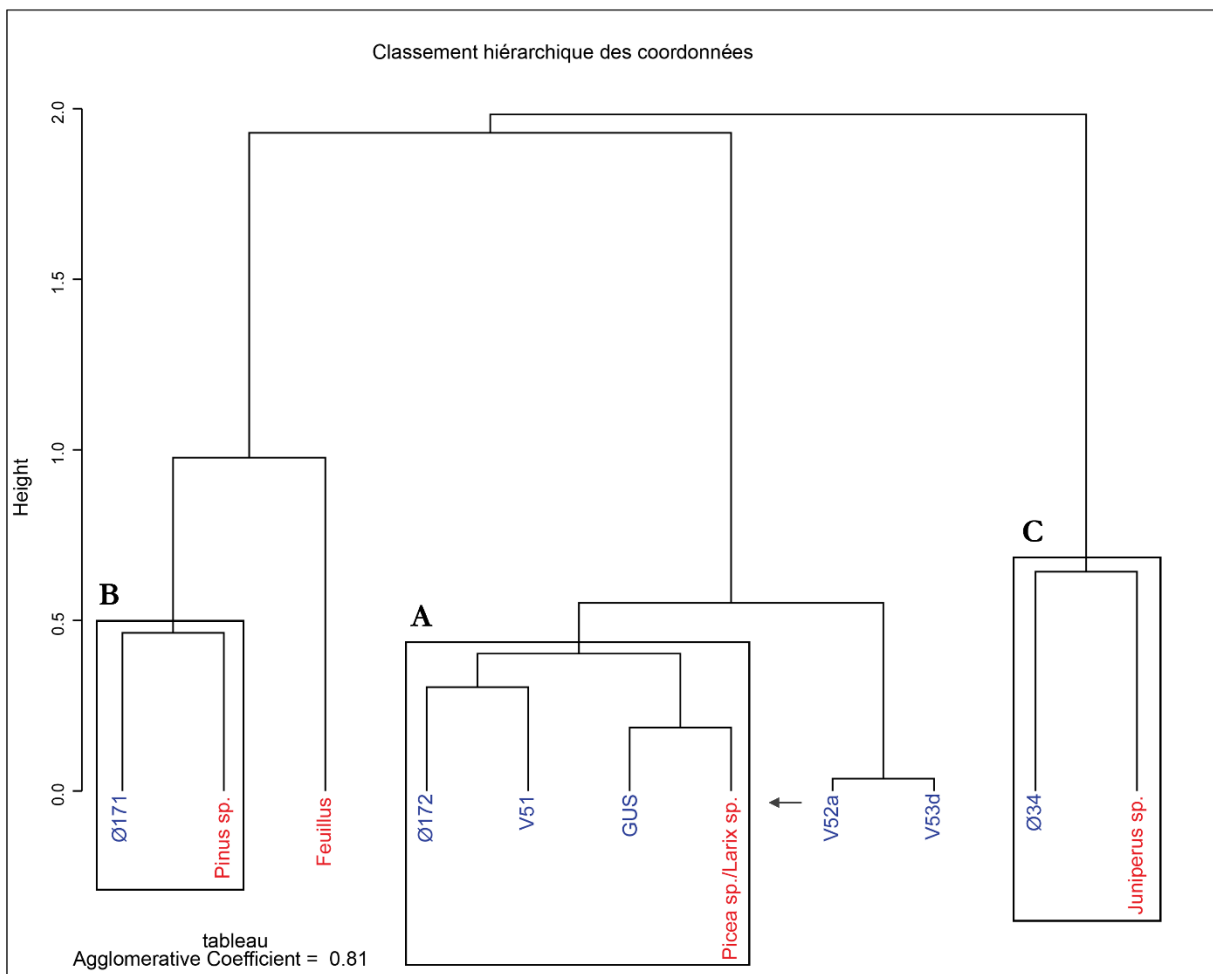 Classement hiérarchique des coordonnées
2.0
1.5
1.0
0.5
0.0
Height
B
A
C
Ø171
Pinus sp.
Feuillus
Ø172
V51
GUS
Picea sp./Larix sp.
V52a
V53d
Ø34
Juniperus sp.
tableau
Agglomerative Coefficient = 0.81